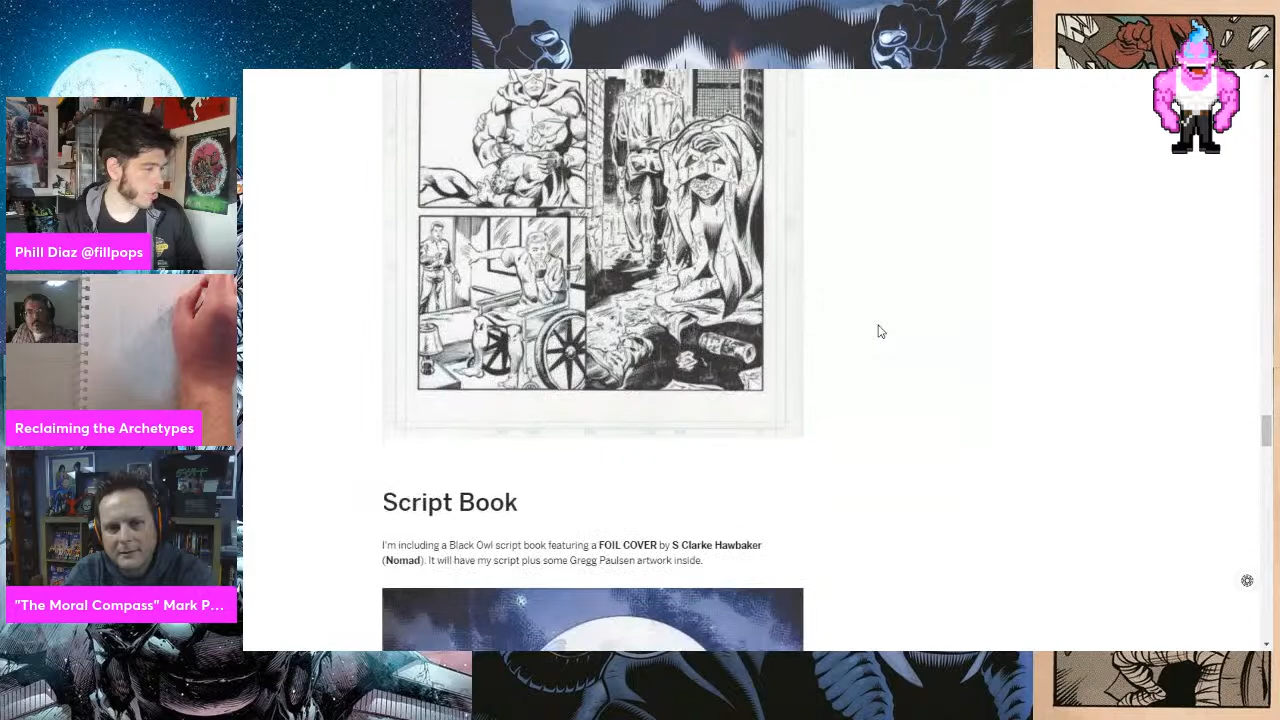 Phill Diaz @fillpops
Reclaiming the Archetypes
"The Moral Compass" Mark P...
Script Book
I'm including a Black Owl script book featuring a FOIL COVER by S Clarke Hawbaker
(Nomad). It will have my script plus some Gregg Paulsen artwork inside.